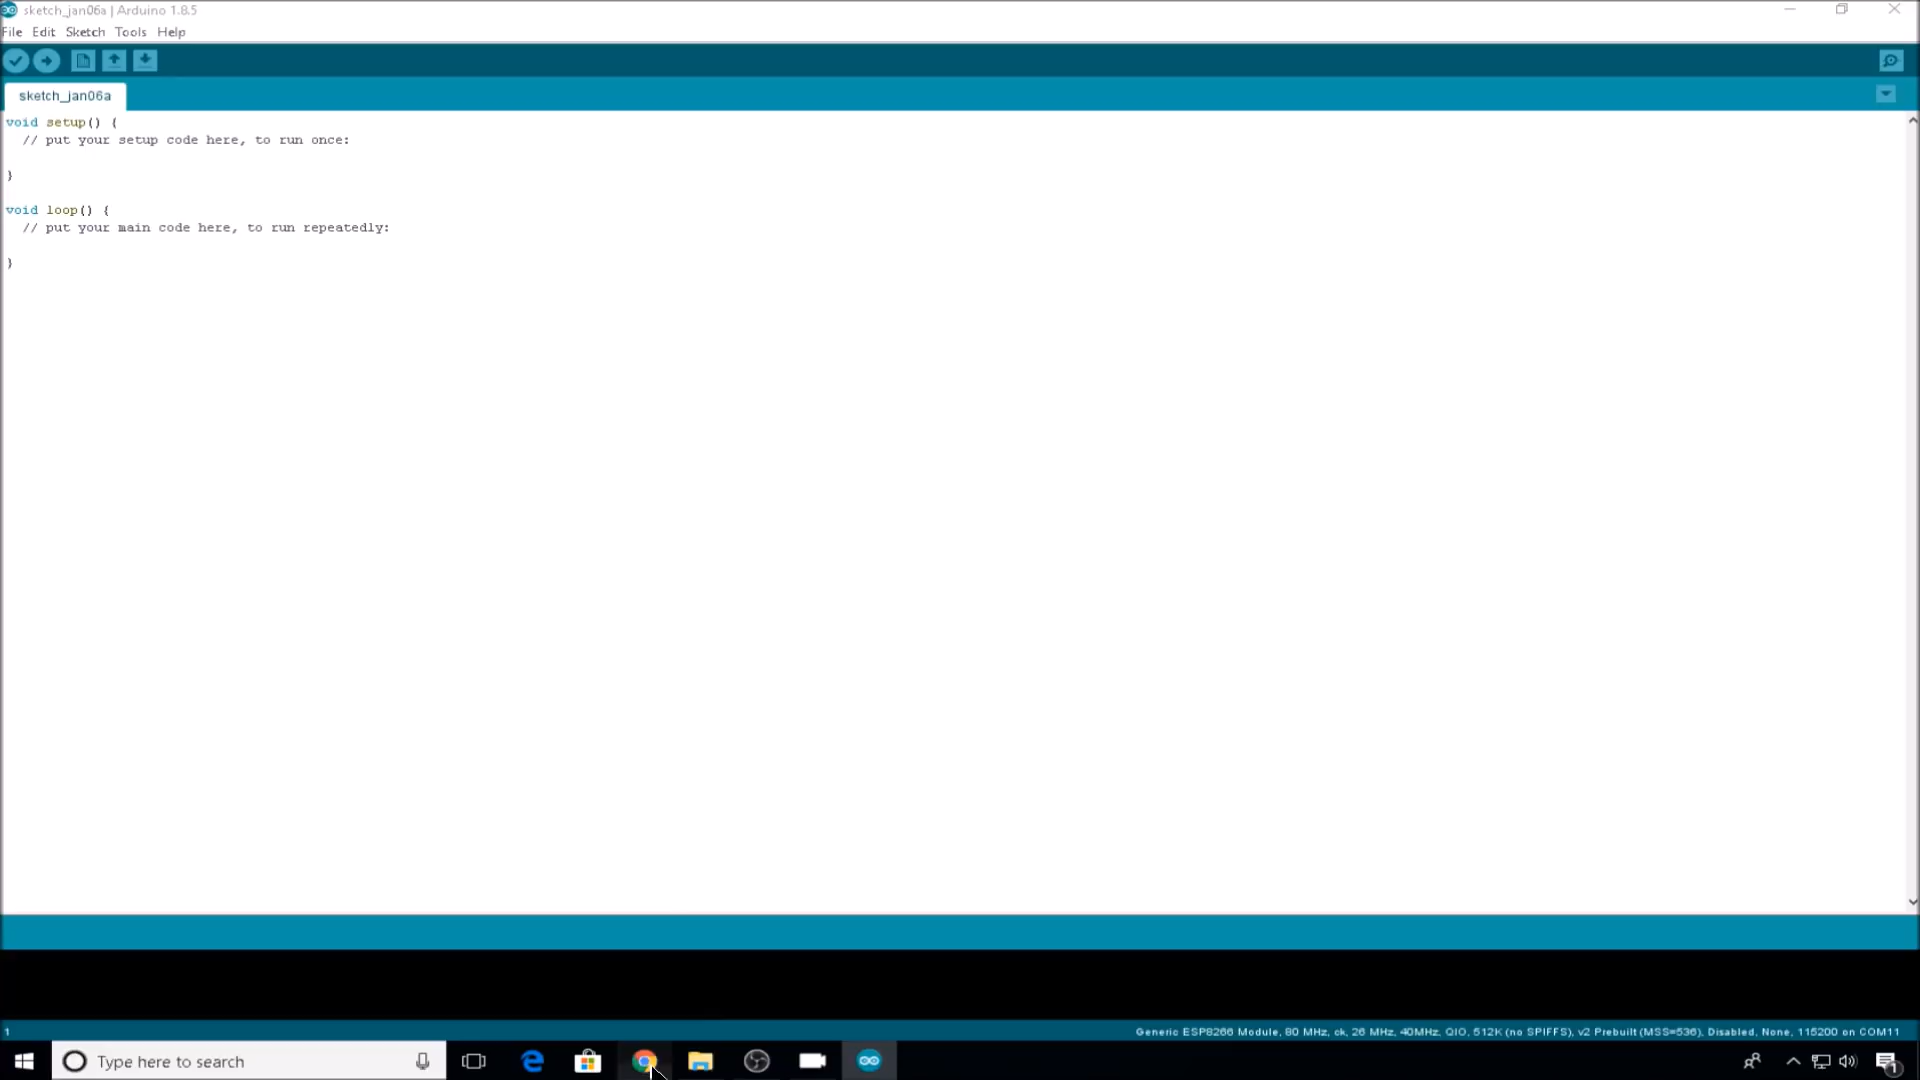 sketch_jan06a | Arduino 1.8.5
File Edit Sketch Tools Help
sketch_jan06a
void setup() {
// put your setup code here, to run once:
}
void loop() {
// put your main code here, to run repeatedly:
}
1
Generic ESP8266 Module, 80 MHz, ck, 26 MHz, 40MHz, QIO, 512K (no SPIFFS), v2 Prebuilt (MSS=536), Disabled, None, 115200 on COM11
Type here to search
1